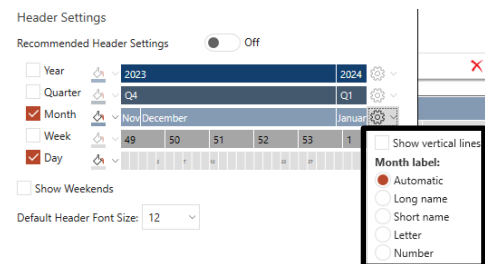 Header Settings
Recommended Header Settings Off
Year 2023 2024
Quarter Q4 Q1
Month Nov December Januar
Week 49 50 51 52 53 1
Day
Show Weekends
Default Header Font Size: 12
Show vertical lines
Month label:
Automatic
Long name
Short name
Letter
Number